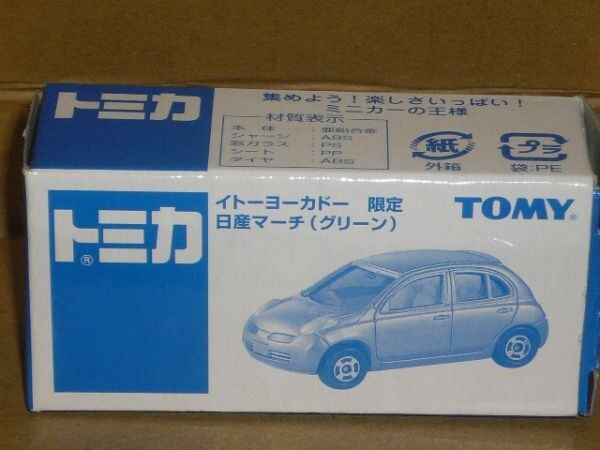 トミカ
集めよう！楽しさいっぱい！
ミニカーの王様
材質表示
本体：亜鉛合金
シャーシ：ABS
窓ガラス：PS
シート：PP
タイヤ：ABS
紙
外箱
プラ
袋:PE
トミカ®
イトーヨーカドー 限定
日産マーチ(グリーン)
TOMY®